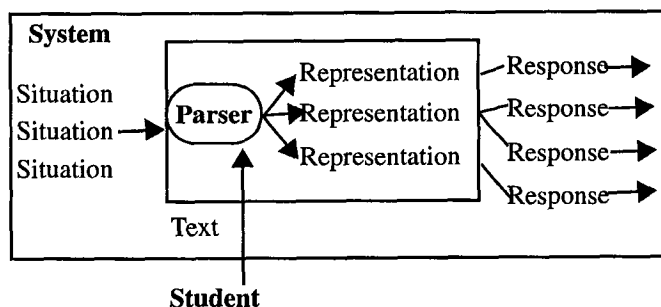 System
Situation
Situation
Situation
Parser
Representation
Representation
Representation
Response
Response
Response
Response
Text
Student